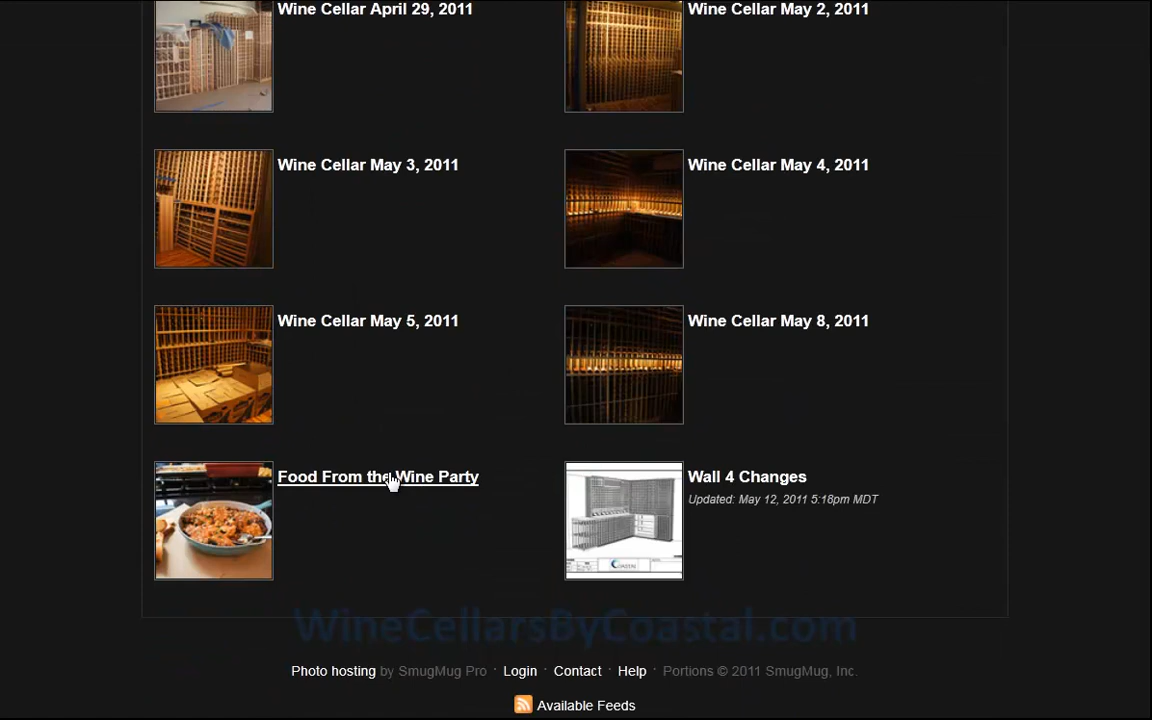 Wine Cellar April 29, 2011
Wine Cellar May 2, 2011
Wine Cellar May 3, 2011
Wine Cellar May 4, 2011
Wine Cellar May 5, 2011
Wine Cellar May 8, 2011
Food From the Wine Party
Wall 4 Changes
Updated: May 12, 2011 5:18pm MDT
WineCellarsByCoastal.com
Photo hosting by SmugMug Pro · Login · Contact · Help · Portions © 2011 SmugMug, Inc.
Available Feeds